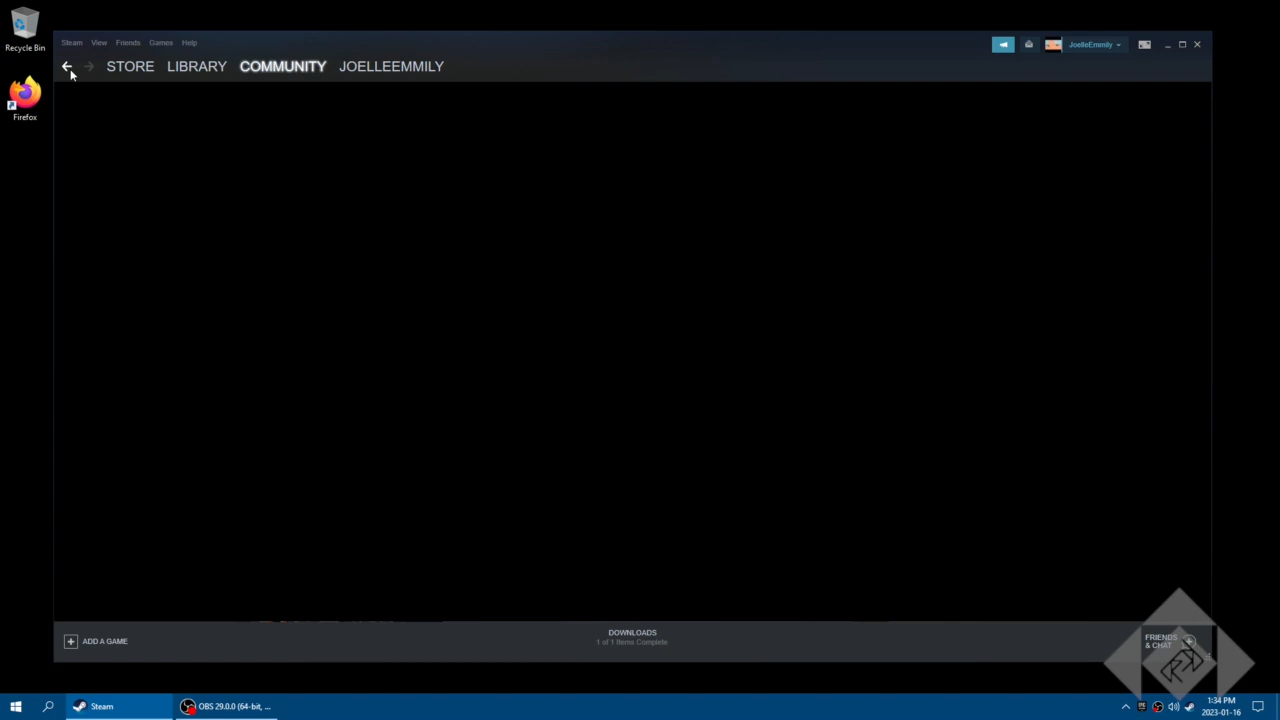 Recycle Bin
Firefox
Steam View Friends Games Help
JoelleEmmily
STORE LIBRARY COMMUNITY JOELLEEMMILY
ADD A GAME
DOWNLOADS
1 of 1 Items Complete
FRIENDS
& CHAT
Steam
OBS 29.0.0 (64-bit, ...
1:34 PM
2023-01-16